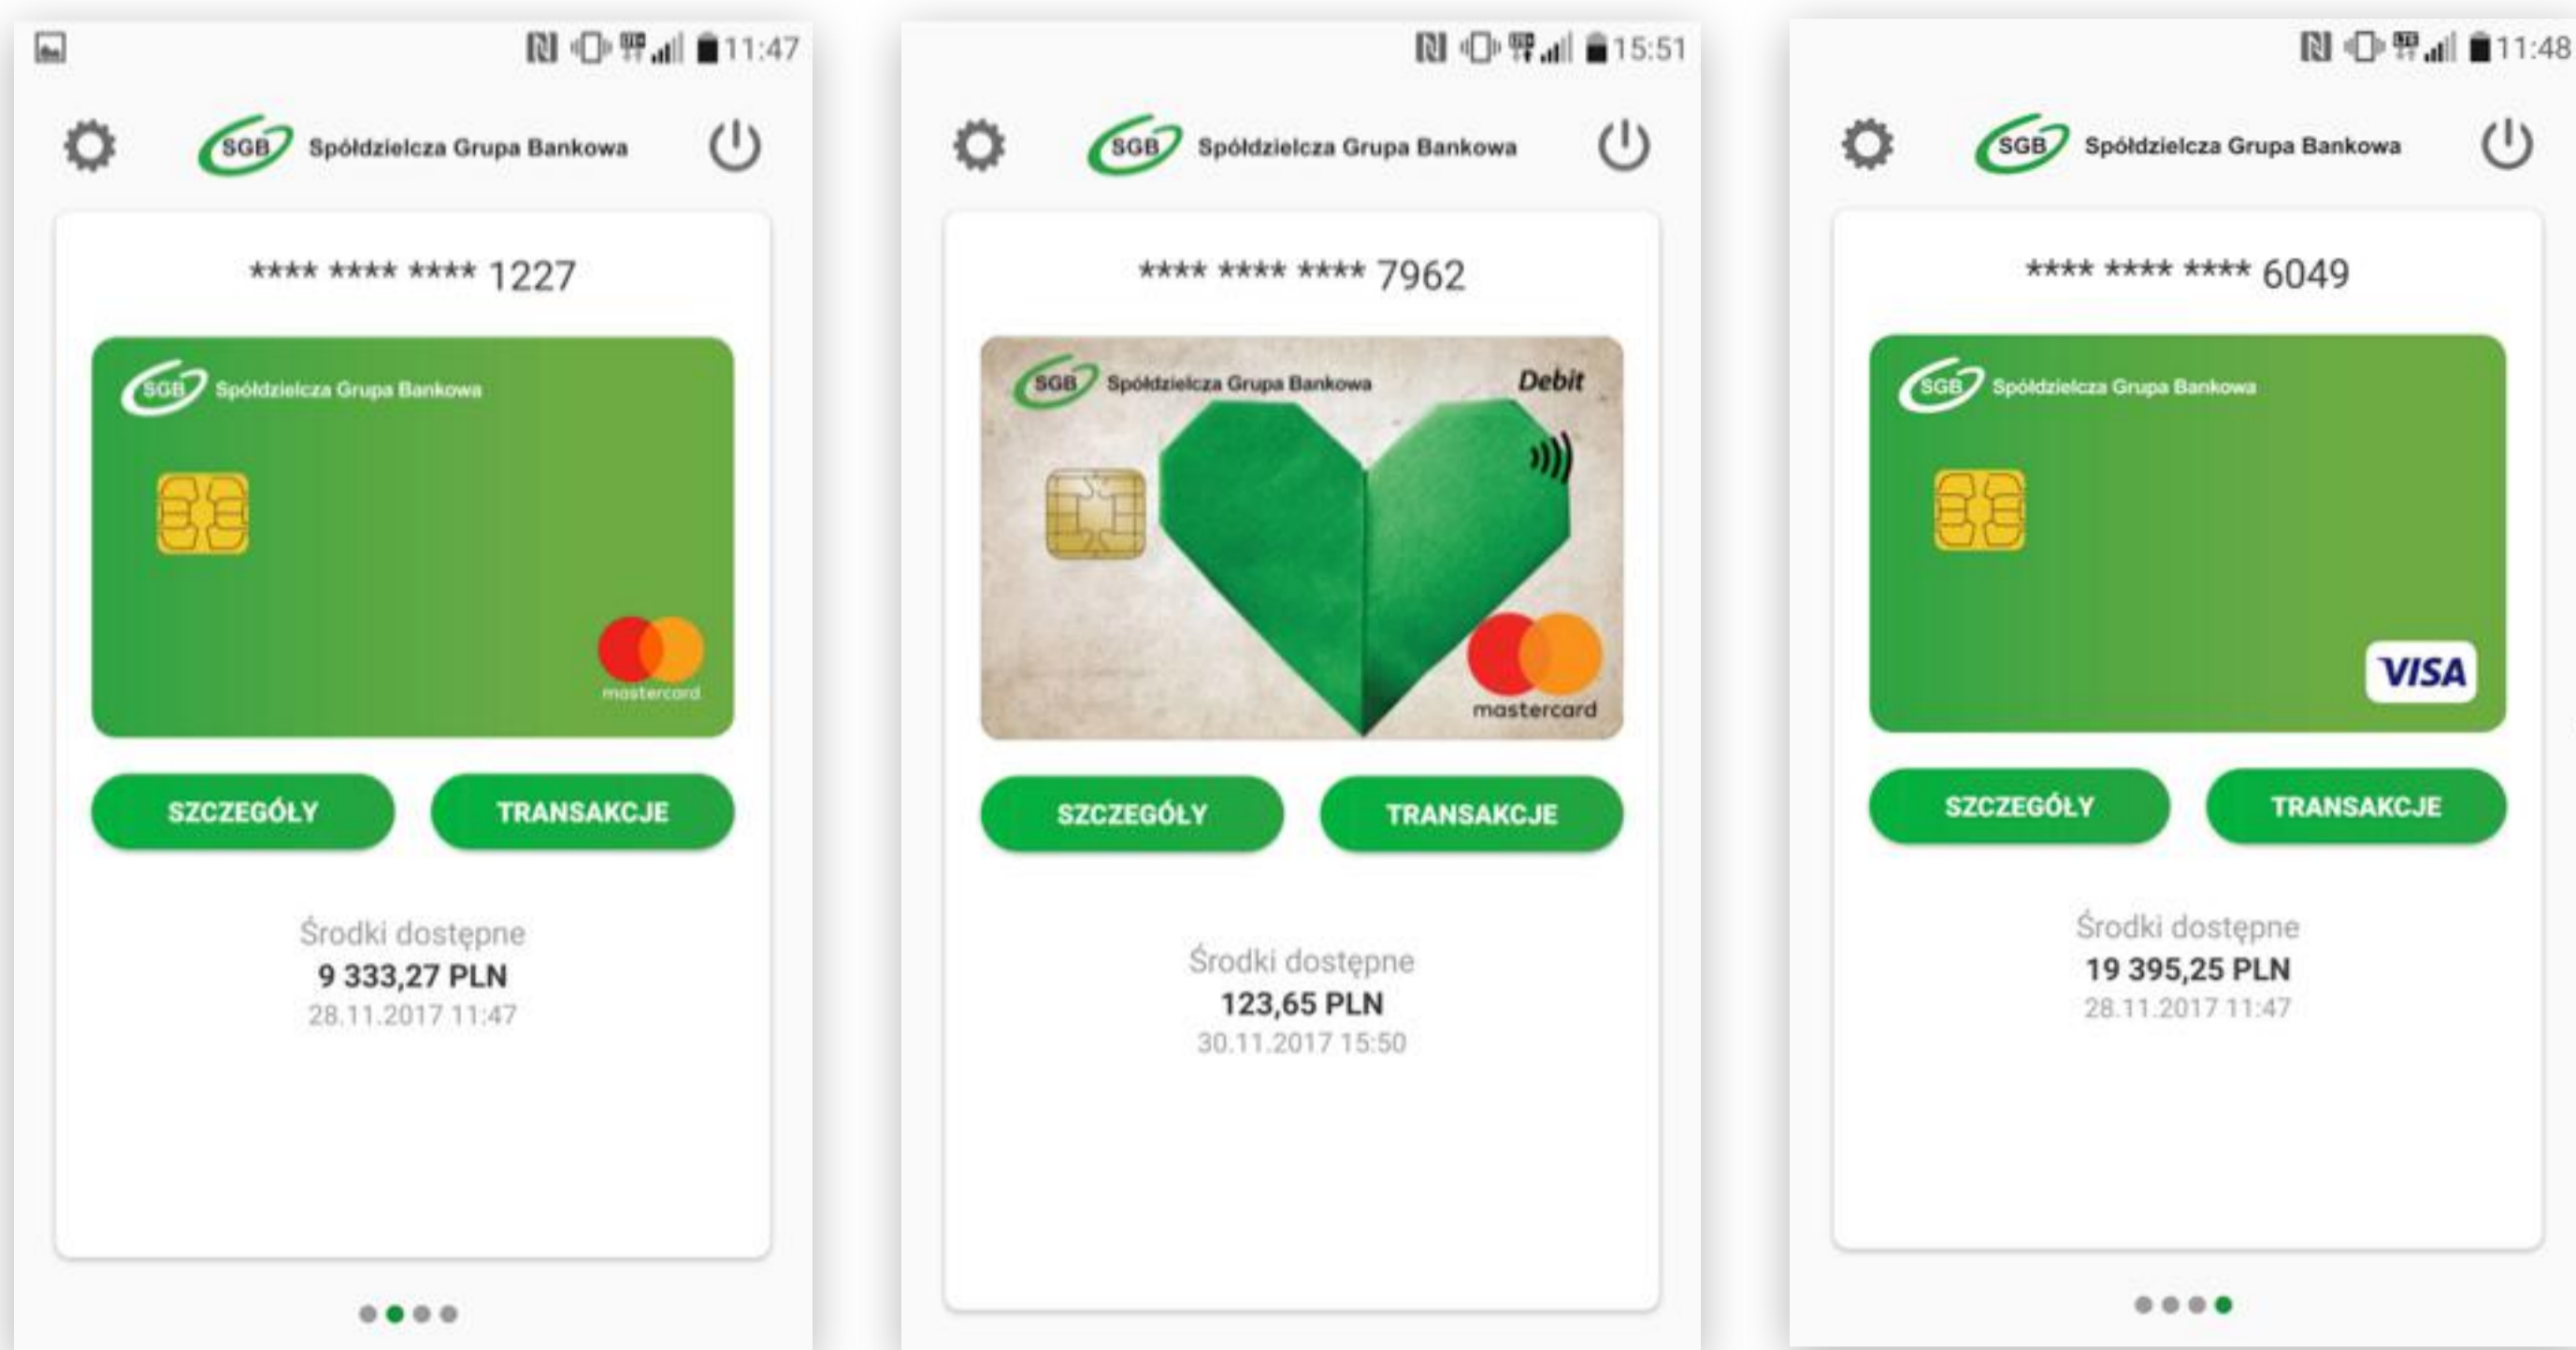 11:47
SGB Spółdzielcza Grupa Bankowa
**** **** **** 1227
SGB Spółdzielcza Grupa Bankowa
mastercard
SZCZEGÓŁY TRANSAKCJE
Środki dostępne
9 333,27 PLN
28.11.2017 11:47
15:51
SGB Spółdzielcza Grupa Bankowa
**** **** **** 7962
SGB Spółdzielcza Grupa Bankowa Debit
mastercard
SZCZEGÓŁY TRANSAKCJE
Środki dostępne
123,65 PLN
30.11.2017 15:50
LTE 11:48
SGB Spółdzielcza Grupa Bankowa
**** **** **** 6049
SGB Spółdzielcza Grupa Bankowa
VISA
SZCZEGÓŁY TRANSAKCJE
Środki dostępne
19 395,25 PLN
28.11.2017 11:47